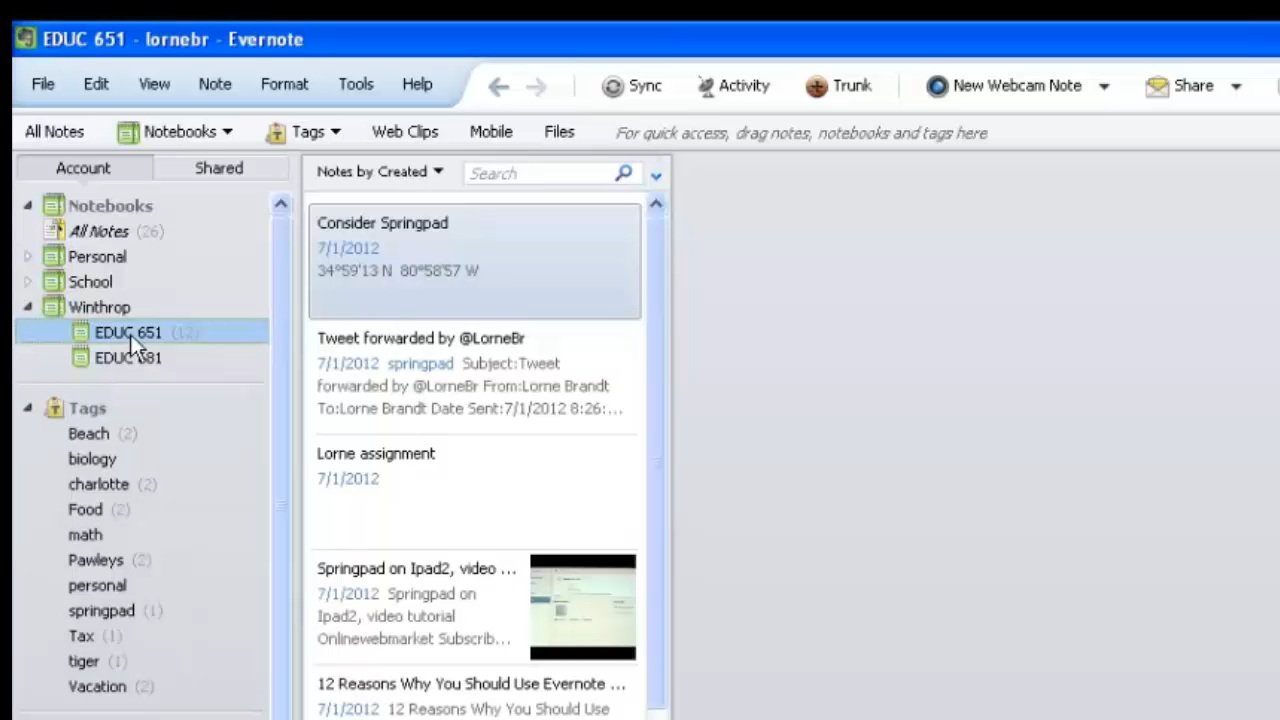 EDUC 651 - lornebr - Evernote
File Edit View Note Format Tools Help
Sync Activity Trunk New Webcam Note Share
All Notes Notebooks Tags Web Clips Mobile Files For quick access, drag notes, notebooks and tags here
Account Shared
Notebooks
All Notes (26)
Personal
School
Winthrop
EDUC 651 (12)
EDUC 681
Tags
Beach (2)
biology
charlotte (2)
Food (2)
math
Pawleys (2)
personal
springpad (1)
Tax (1)
tiger (1)
Vacation (2)
Notes by Created Search
Consider Springpad
7/1/2012
34°59'13 N 80°58'57 W
Tweet forwarded by @LorneBr
7/1/2012 springpad Subject:Tweet
forwarded by @LorneBr From:Lorne Brandt
To:Lorne Brandt Date Sent:7/1/2012 8:26:...
Lorne assignment
7/1/2012
Springpad on Ipad2, video ...
7/1/2012 Springpad on
Ipad2, video tutorial
Onlinewebmarket Subscrib...
12 Reasons Why You Should Use Evernote ...
7/1/2012 12 Reasons Why You Should Use